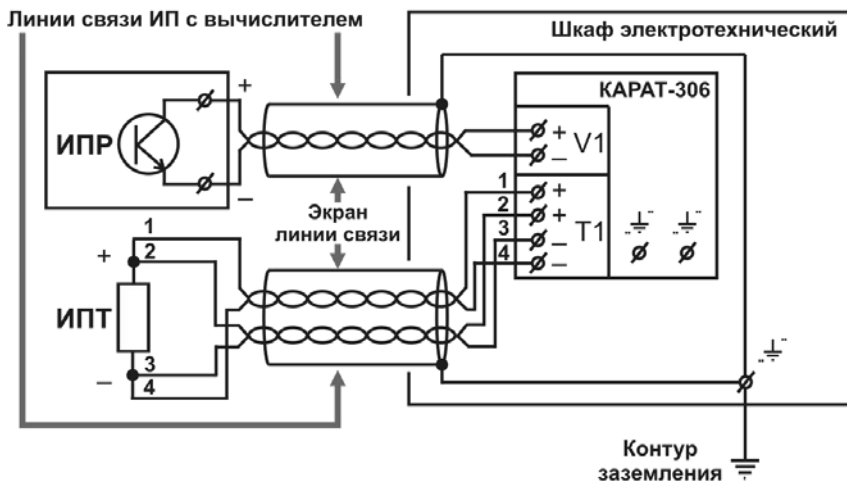 Линии связи ИП с вычислителем
Шкаф электротехнический
КАРАТ-306
ИПР
+
–
+ V1
–
Экран
линии связи
1 +
2 + T1
3 –
4 –
ИПТ
+
1
2
3
4
–
Контур
заземления